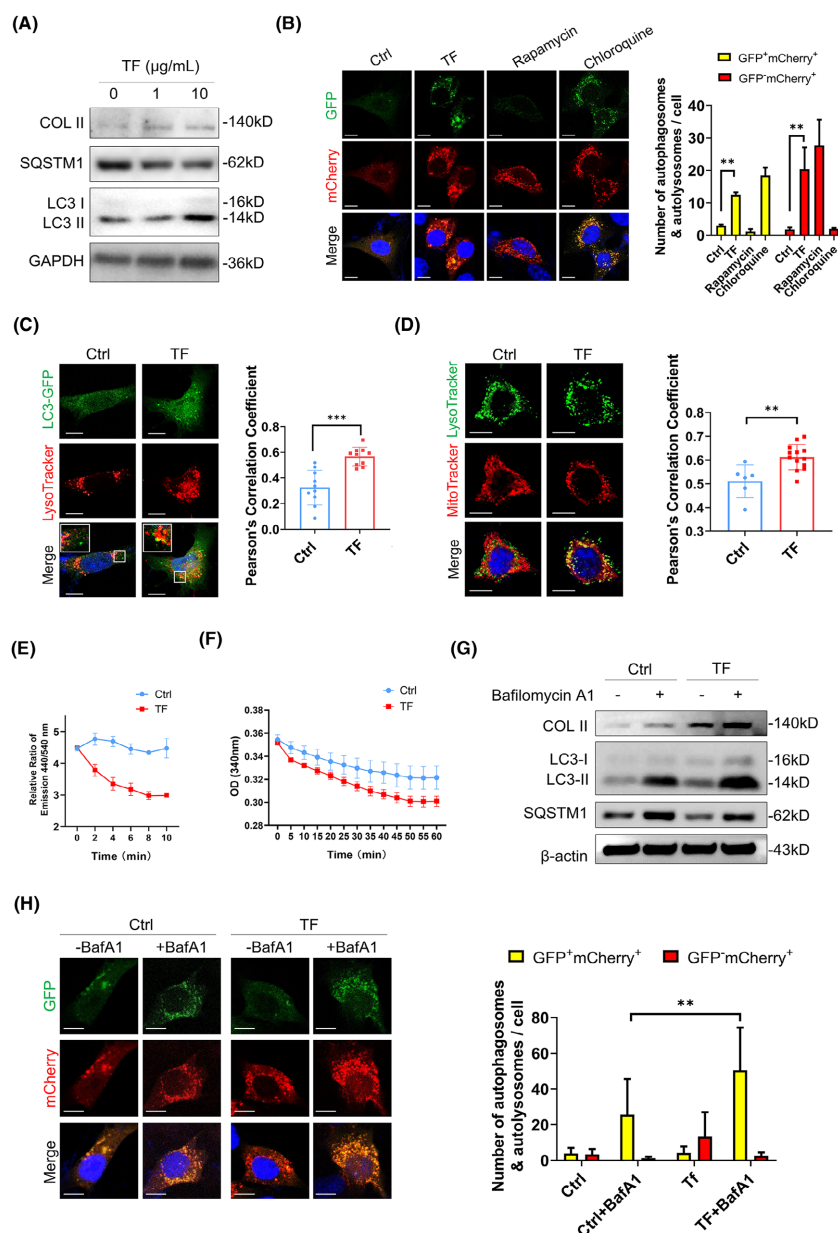 (A)
TF (µg/mL)
0 1 10
COL II -140kD
SQSTM1 -62kD
LC3 I -16kD
LC3 II -14kD
GAPDH -36kD
(B)
Ctrl TF Rapamycin Chloroquine
GFP
mCherry
Merge
GFP⁺mCherry⁺
GFP⁻mCherry⁺
Number of autophagosomes
& autolysosomes / cell
50
40
30
20
10
0
** **
Ctrl TF Rapamycin Chloroquine Ctrl TF Rapamycin Chloroquine
(C)
Ctrl TF
LC3-GFP
LysoTracker
Merge
Pearson's Correlation Coefficient
1.0
0.8
0.6
0.4
0.2
0.0
***
Ctrl TF
(D)
Ctrl TF
LysoTracker
MitoTracker
Merge
Pearson's Correlation Coefficient
0.9
0.8
0.7
0.6
0.5
0.3
**
Ctrl TF
(E)
Ctrl
TF
Relative Ratio of
Emission 440/540 nm
6
5
4
3
2
0 2 4 6 8 10
Time (min)
(F)
Ctrl
TF
OD (340nm)
0.40
0.36
0.32
0.28
0.24
0 5 10 15 20 25 30 35 40 45 50 55 60
Time (min)
(G)
Ctrl TF
Bafilomycin A1 - + - +
COL II -140kD
LC3-I -16kD
LC3-II -14kD
SQSTM1 -62kD
β-actin -43kD
(H)
Ctrl TF
-BafA1 +BafA1 -BafA1 +BafA1
GFP
mCherry
Merge
GFP⁺mCherry⁺ GFP⁻mCherry⁺
Number of autophagosomes
& autolysosomes / cell
80
60
40
20
0
**
Ctrl Ctrl+BafA1 Tf TF+BafA1